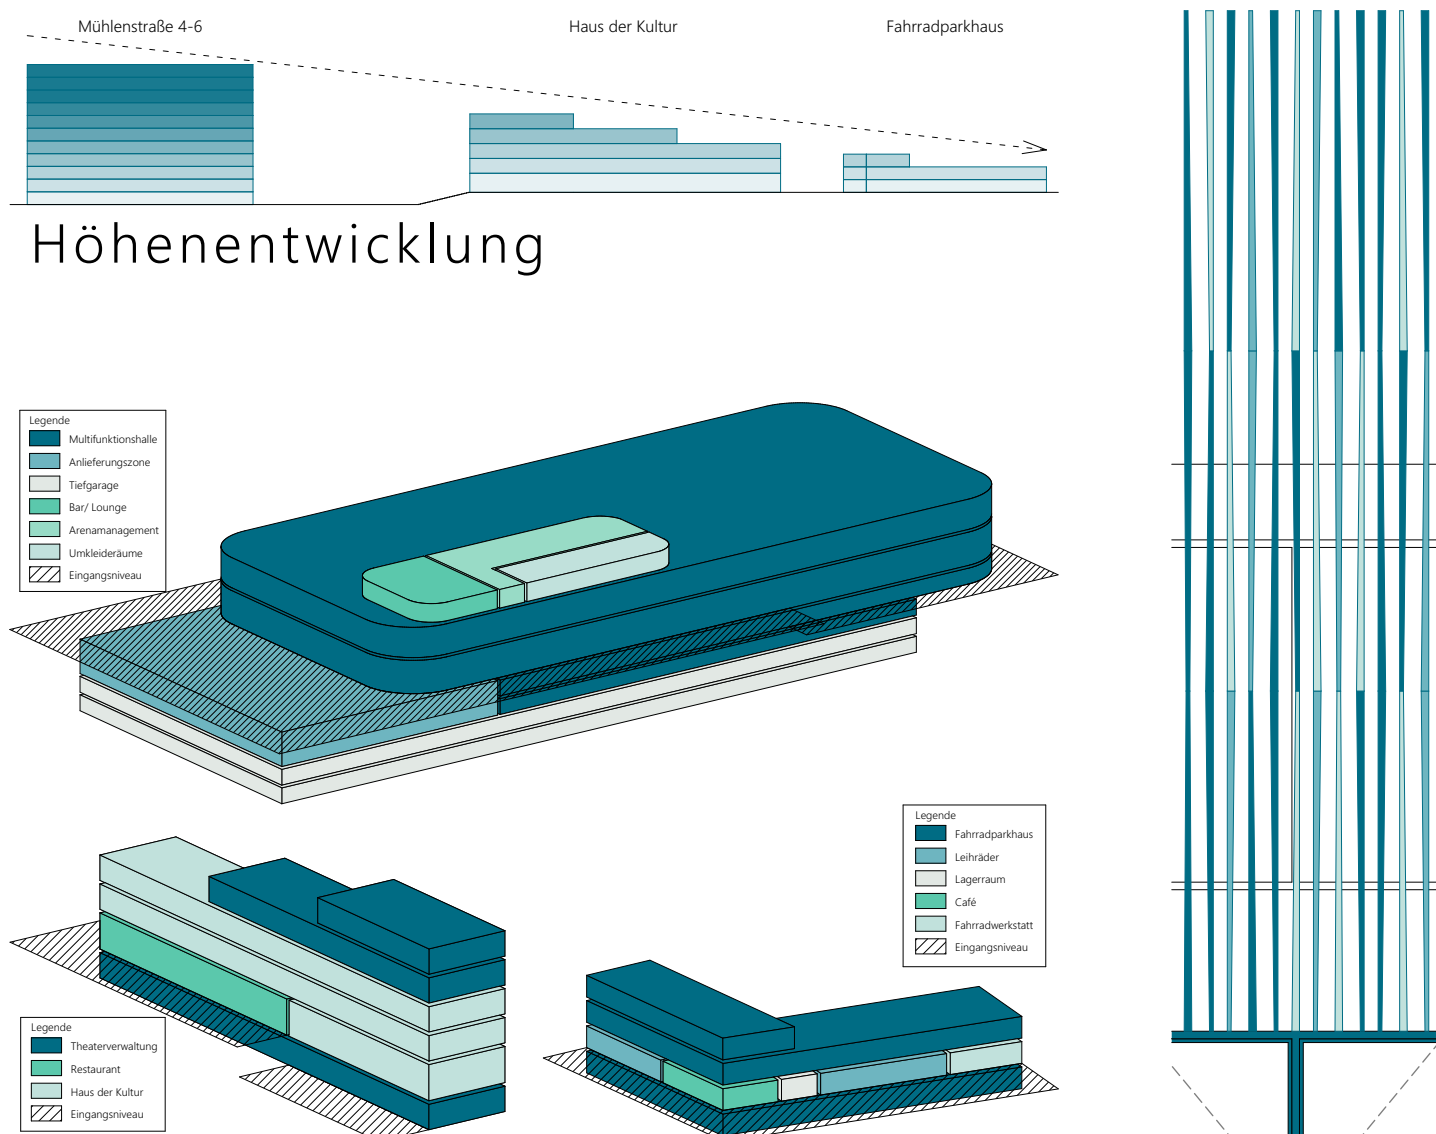 Mühlenstraße 4-6
Haus der Kultur
Fahrradparkhaus
Höhenentwicklung
Legende
Multifunktionshalle
Anlieferungszone
Tiefgarage
Bar/ Lounge
Arenamanagement
Umkleideräume
Eingangsniveau
Legende
Fahrradparkhaus
Leihräder
Lagerraum
Café
Fahrradwerkstatt
Eingangsniveau
Legende
Theaterverwaltung
Restaurant
Haus der Kultur
Eingangsniveau